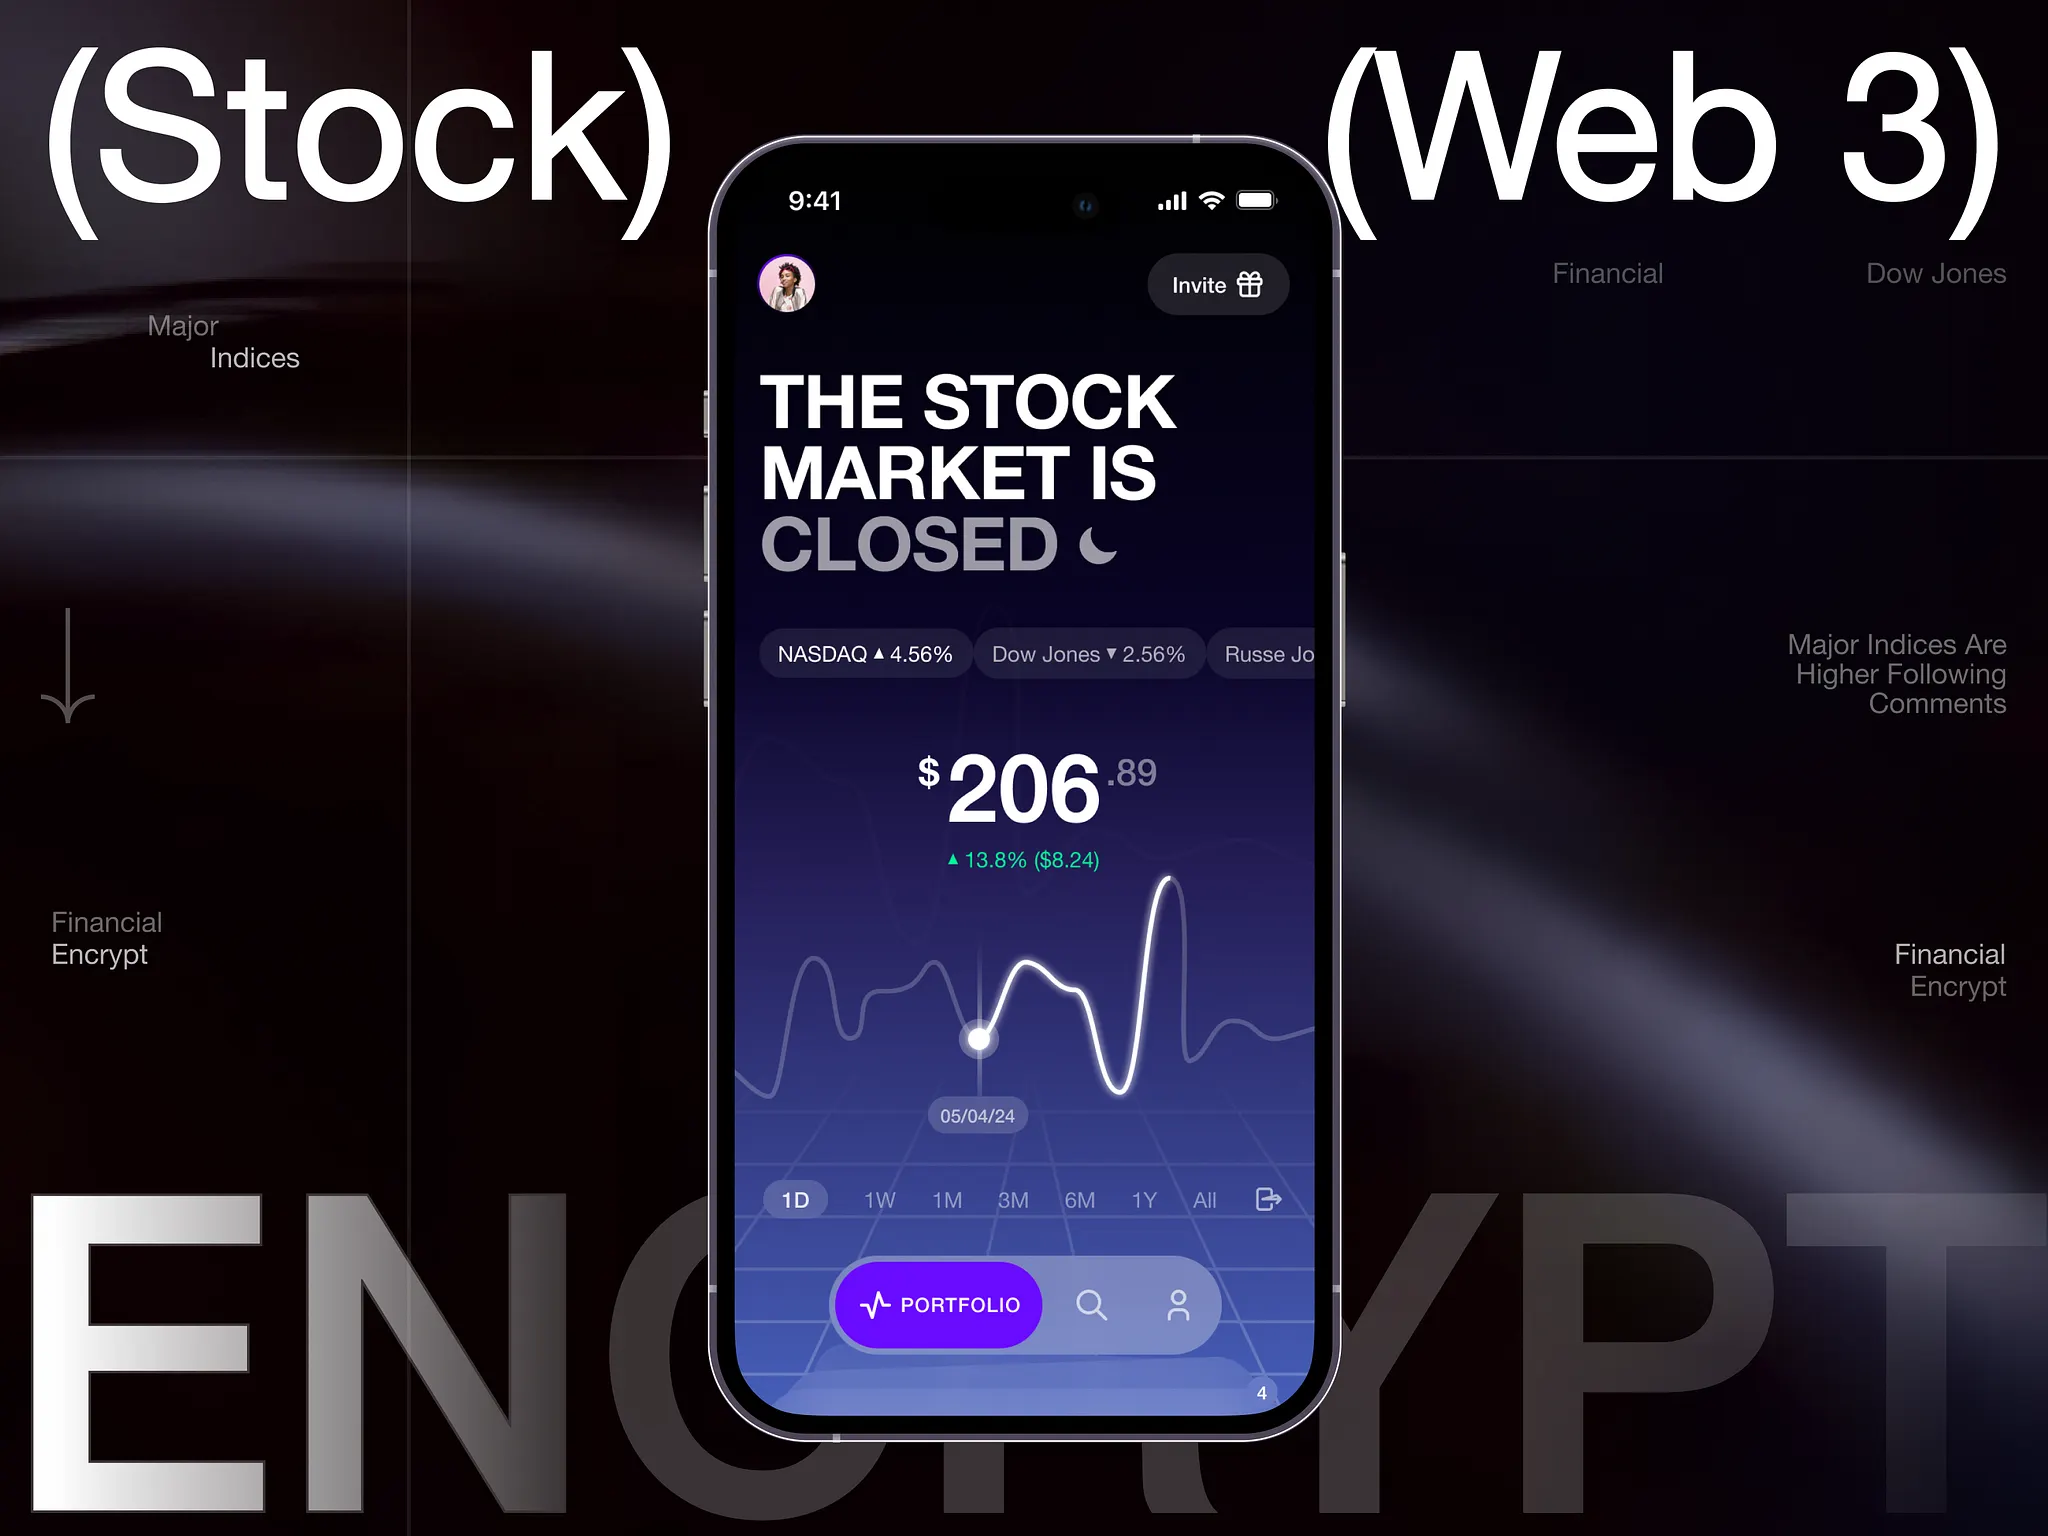 (Stock)
(Web 3)
Financial
Dow Jones
Major
Indices
9:41
Invite
THE STOCK
MARKET IS
CLOSED
NASDAQ ▲ 4.56%
Dow Jones ▼ 2.56%
Russe Jo
Major Indices Are
Higher Following
Comments
$206.89
▲ 13.8% ($8.24)
Financial
Encrypt
Financial
Encrypt
05/04/24
1D 1W 1M 3M 6M 1Y All
PORTFOLIO
4
ENCRYPT